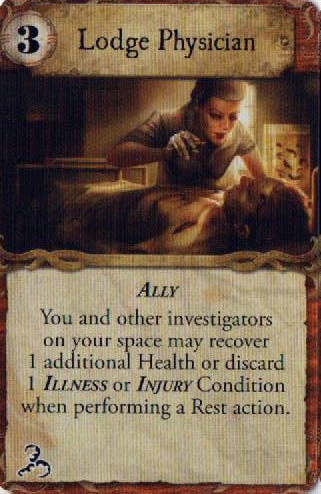 3
Lodge Physician
ALLY
You and other investigators
on your space may recover
1 additional Health or discard
1 ILLNESS or INJURY Condition
when performing a Rest action.